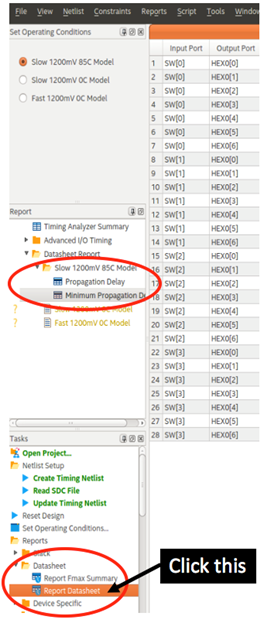 File View Netlist Constraints Reports Script Tools Window
Set Operating Conditions
Slow 1200mV 85C Model
Slow 1200mV 0C Model
Fast 1200mV 0C Model
Report
Timing Analyzer Summary
Advanced I/O Timing
Datasheet Report
Slow 1200mV 85C Model
Propagation Delay
Minimum Propagation De
Slow 1200mV 0C Model
Fast 1200mV 0C Model
Tasks
Open Project...
Netlist Setup
Create Timing Netlist
Read SDC File
Update Timing Netlist
Reset Design
Set Operating Conditions...
Reports
Slack
Datasheet
Report Fmax Summary
Report Datasheet
Device Specific
Input Port Output Port
1 SW[0] HEX0[0]
2 SW[0] HEX0[1]
3 SW[0] HEX0[2]
4 SW[0] HEX0[3]
5 SW[0] HEX0[4]
6 SW[0] HEX0[5]
7 SW[0] HEX0[6]
8 SW[1] HEX0[0]
9 SW[1] HEX0[1]
10 SW[1] HEX0[2]
11 SW[1] HEX0[3]
12 SW[1] HEX0[4]
13 SW[1] HEX0[5]
14 SW[1] HEX0[6]
15 SW[2] HEX0[0]
16 SW[2] HEX0[1]
17 SW[2] HEX0[2]
18 SW[2] HEX0[3]
19 SW[2] HEX0[4]
20 SW[2] HEX0[5]
21 SW[2] HEX0[6]
22 SW[3] HEX0[0]
23 SW[3] HEX0[1]
24 SW[3] HEX0[2]
25 SW[3] HEX0[3]
26 SW[3] HEX0[4]
27 SW[3] HEX0[5]
28 SW[3] HEX0[6]
Click this